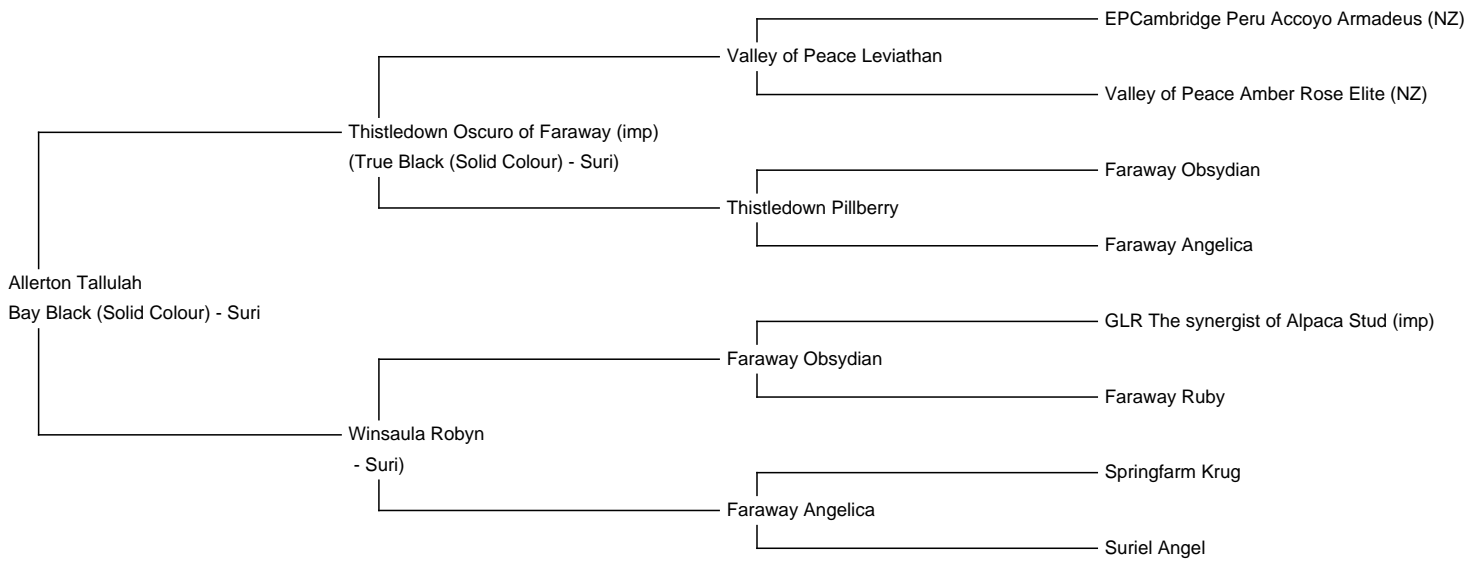 EPCambridge Peru Accoyo Armadeus (NZ)
Valley of Peace Leviathan
Valley of Peace Amber Rose Elite (NZ)
Thistledown Oscuro of Faraway (imp)
(True Black (Solid Colour) - Suri)
Faraway Obsydian
Thistledown Pillberry
Faraway Angelica
Allerton Tallulah
Bay Black (Solid Colour) - Suri
GLR The synergist of Alpaca Stud (imp)
Faraway Obsydian
Faraway Ruby
Winsaula Robyn
- Suri)
Springfarm Krug
Faraway Angelica
Suriel Angel